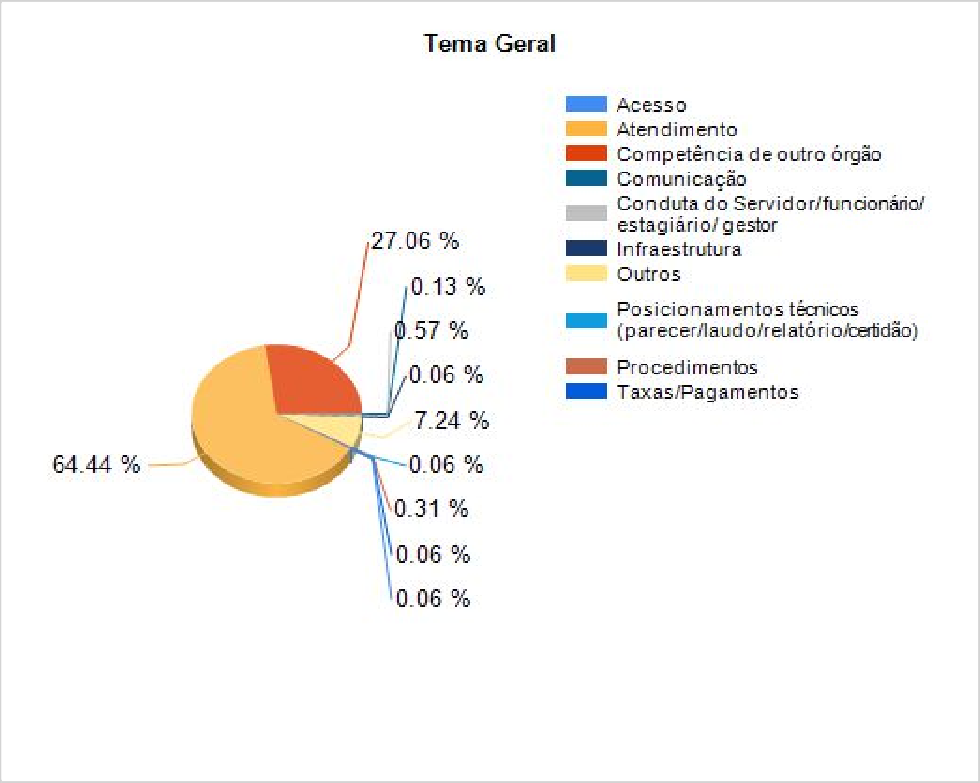 Tema Geral
Acesso
Atendimento
Competência de outro órgão
Comunicação
Conduta do Servidor/funcionário/
estagiário/ gestor
Infraestrutura
Outros
Posicionamentos técnicos
(parecer/laudo/relatório/certidão)
Procedimentos
Taxas/Pagamentos
27.06 %
0.13 %
0.57 %
0.06 %
7.24 %
0.06 %
64.44 %
0.31 %
0.06 %
0.06 %